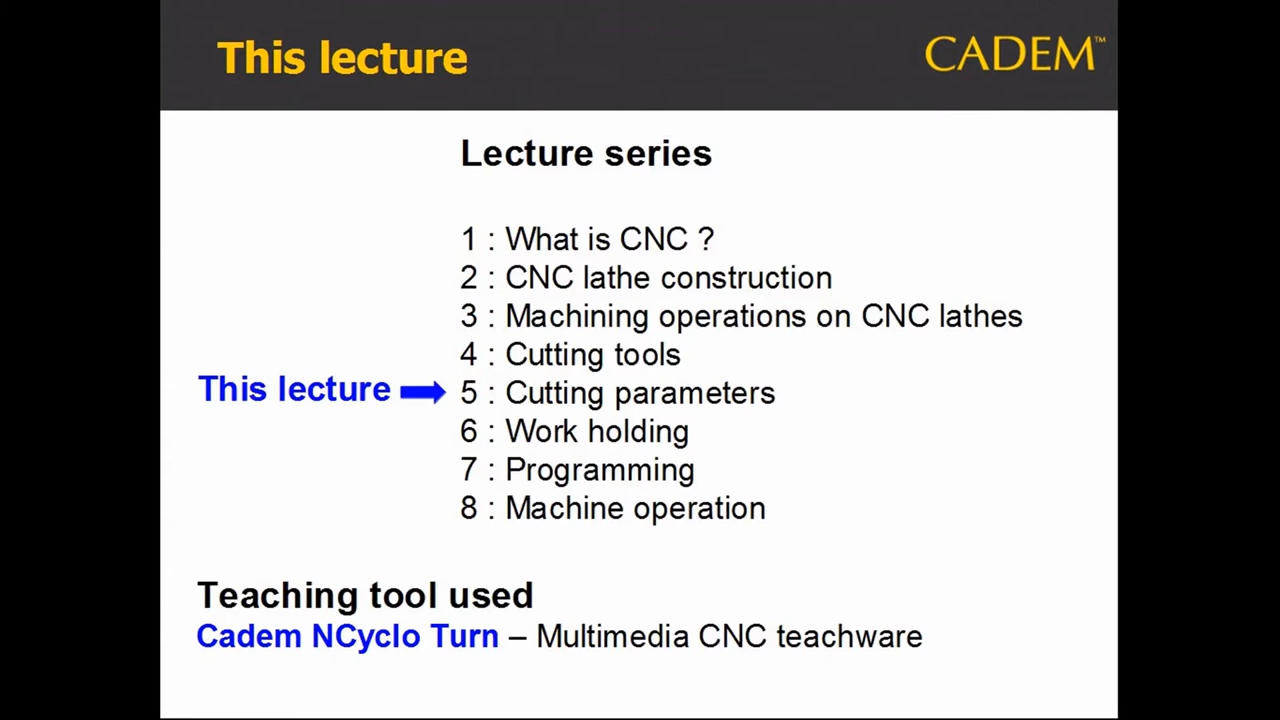 This lecture
CADEM™
Lecture series
1 : What is CNC ?
2 : CNC lathe construction
3 : Machining operations on CNC lathes
4 : Cutting tools
This lecture
5 : Cutting parameters
6 : Work holding
7 : Programming
8 : Machine operation
Teaching tool used
Cadem NCyclo Turn – Multimedia CNC teachware